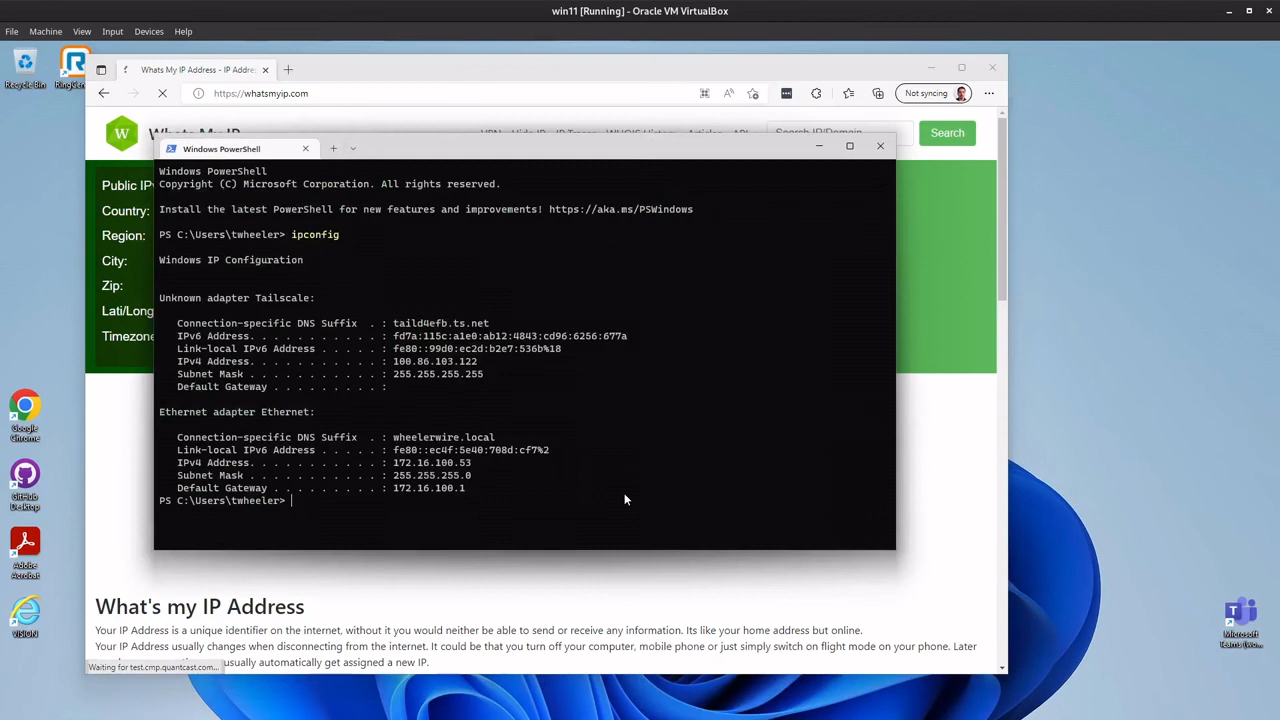 win11 [Running] - Oracle VM VirtualBox
File Machine View Input Devices Help
Recycle Bin
Whats My IP Address - IP Addre
https://whatsmyip.com
Not syncing
W
Search IP/Domain
Search
Windows PowerShell
Public IP
Country:
Region:
City:
Zip:
Lati/Long
Timezone
Windows PowerShell
Copyright (C) Microsoft Corporation. All rights reserved.
Install the latest PowerShell for new features and improvements! https://aka.ms/PSWindows
PS C:\Users\twheeler> ipconfig
Windows IP Configuration
Unknown adapter Tailscale:
Connection-specific DNS Suffix . : taild4efb.ts.net
IPv6 Address. . . . . . . . . . . : fd7a:115c:a1e0:ab12:4843:cd96:6256:677a
Link-local IPv6 Address . . . . . : fe80::99d0:ec2d:b2e7:536b%18
IPv4 Address. . . . . . . . . . . : 100.86.103.122
Subnet Mask . . . . . . . . . . . : 255.255.255.255
Default Gateway . . . . . . . . . :
Ethernet adapter Ethernet:
Connection-specific DNS Suffix . : wheelerwire.local
Link-local IPv6 Address . . . . . : fe80::ec4f:5e40:708d:cf7%2
IPv4 Address. . . . . . . . . . . : 172.16.100.53
Subnet Mask . . . . . . . . . . . : 255.255.255.0
Default Gateway . . . . . . . . . : 172.16.100.1
PS C:\Users\twheeler>
Google
Chrome
GitHub
Desktop
Adobe
Acrobat
VISION
Microsoft
Teams (wo...
What's my IP Address
Your IP Address is a unique identifier on the internet, without it you would neither be able to send or receive any information. Its like your home address but online.
Your IP Address usually changes when disconnecting from the internet. It could be that you turn off your computer, mobile phone or just simply switch on flight mode on your phone. Later
usually automatically get assigned a new IP.
Waiting for test.cmp.quantcast.com...